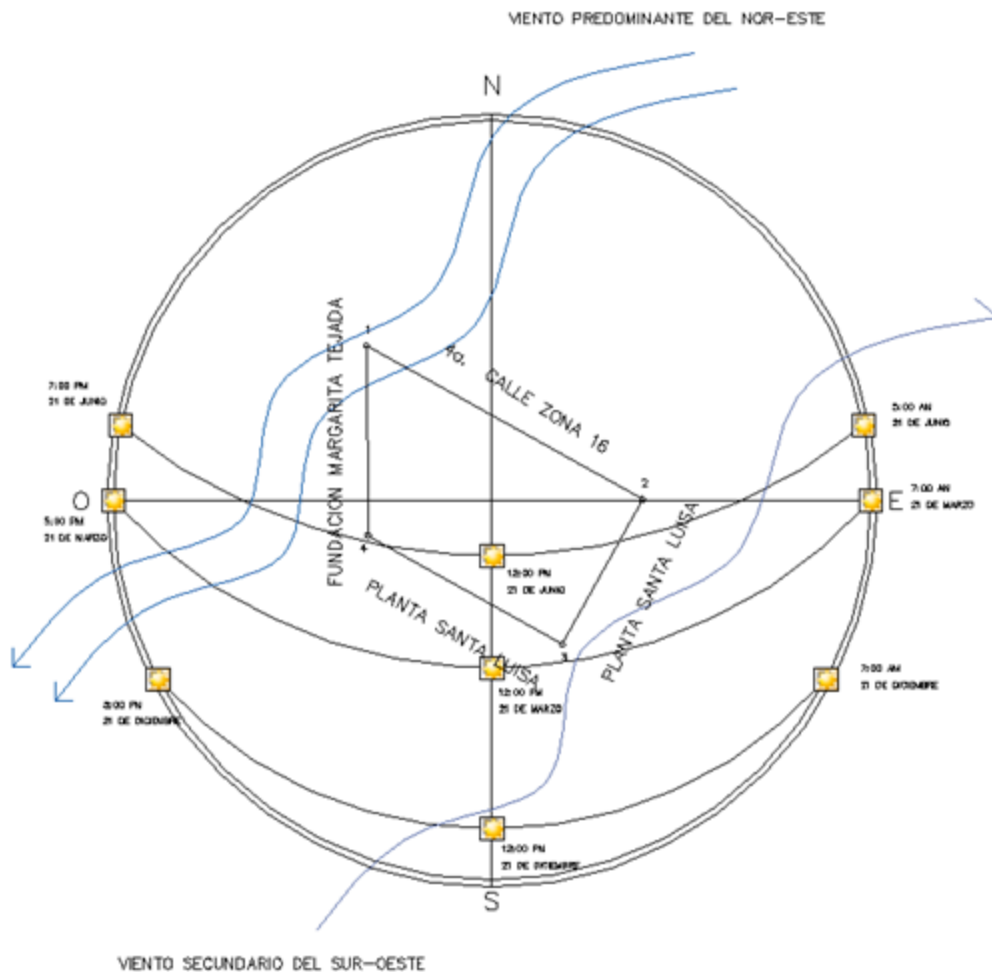 VIENTO PREDOMINANTE DEL NOR-ESTE
N
FUNDACION MARGARITA TEJADA
1
4a. CALLE ZONA 16
7:00 PM
21 DE JUNIO
5:00 AM
21 DE JUNIO
2
O
E
7:00 AM
21 DE MARZO
5:00 PM
21 DE MARZO
4
12:00 PM
21 DE JUNIO
PLANTA SANTA LUISA
PLANTA SANTA LUISA
3
7:00 AM
21 DE DICIEMBRE
12:00 PM
21 DE MARZO
21 DE DICIEMBRE
12:00 PM
21 DE DICIEMBRE
S
VIENTO SECUNDARIO DEL SUR-OESTE